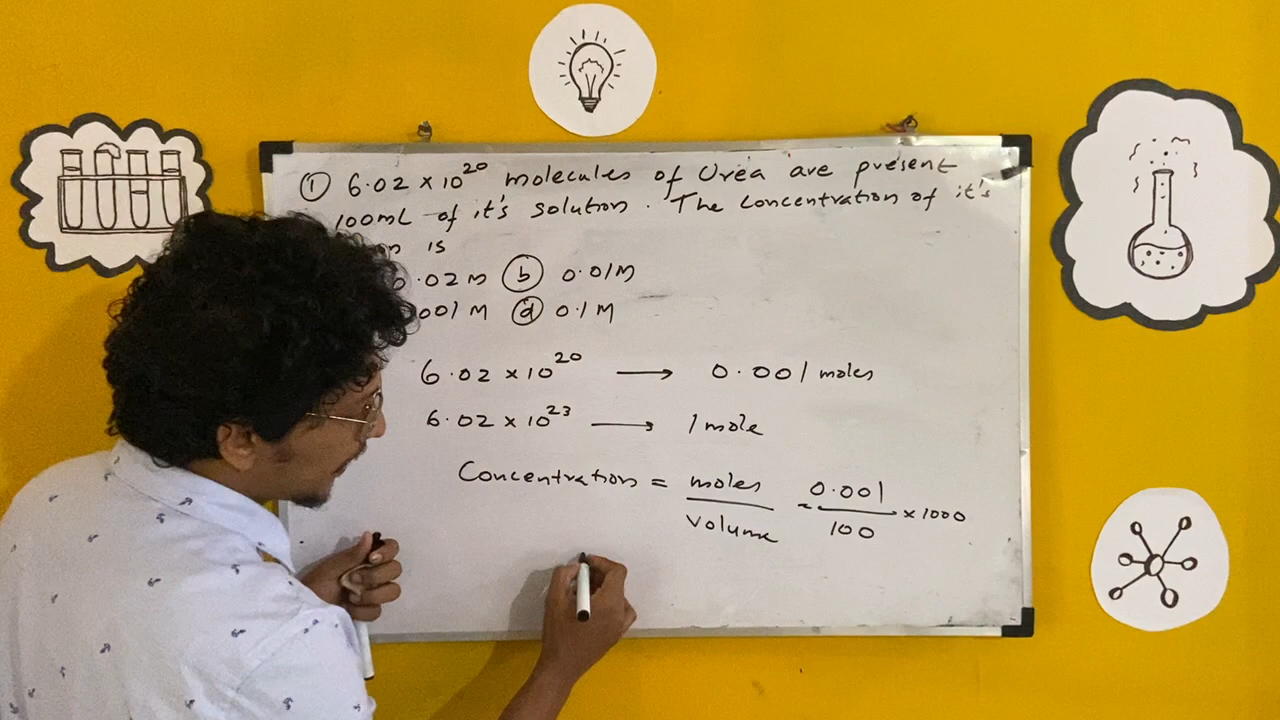 ① 6.02 × 10²⁰ molecules of Urea are present
100mL of it's solution. The concentration of it's
is
.02 M ⓑ 0.01M
001 M ⓓ 0.1 M
6.02 × 10²⁰ → 0.001 moles
6.02 × 10²³ → 1 mole
Concentration = moles / volume = 0.001 / 100 × 1000